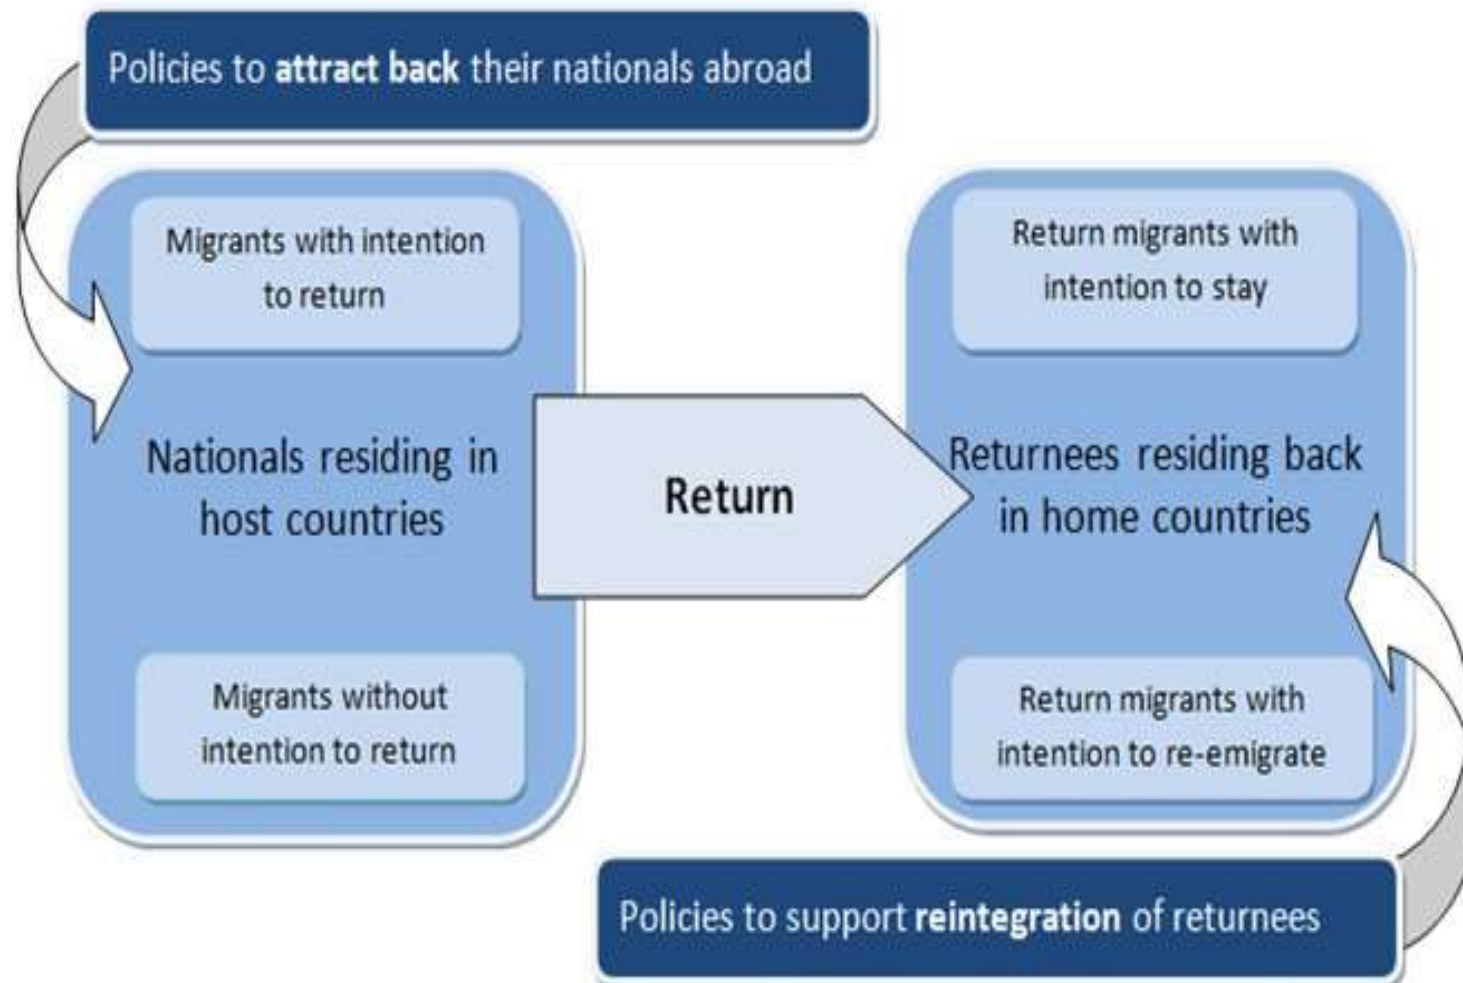 Policies to attract back their nationals abroad
Migrants with intention
to return
Nationals residing in
host countries
Migrants without
intention to return
Return
Return migrants with
intention to stay
Returnees residing back
in home countries
Return migrants with
intention to re-emigrate
Policies to support reintegration of returnees